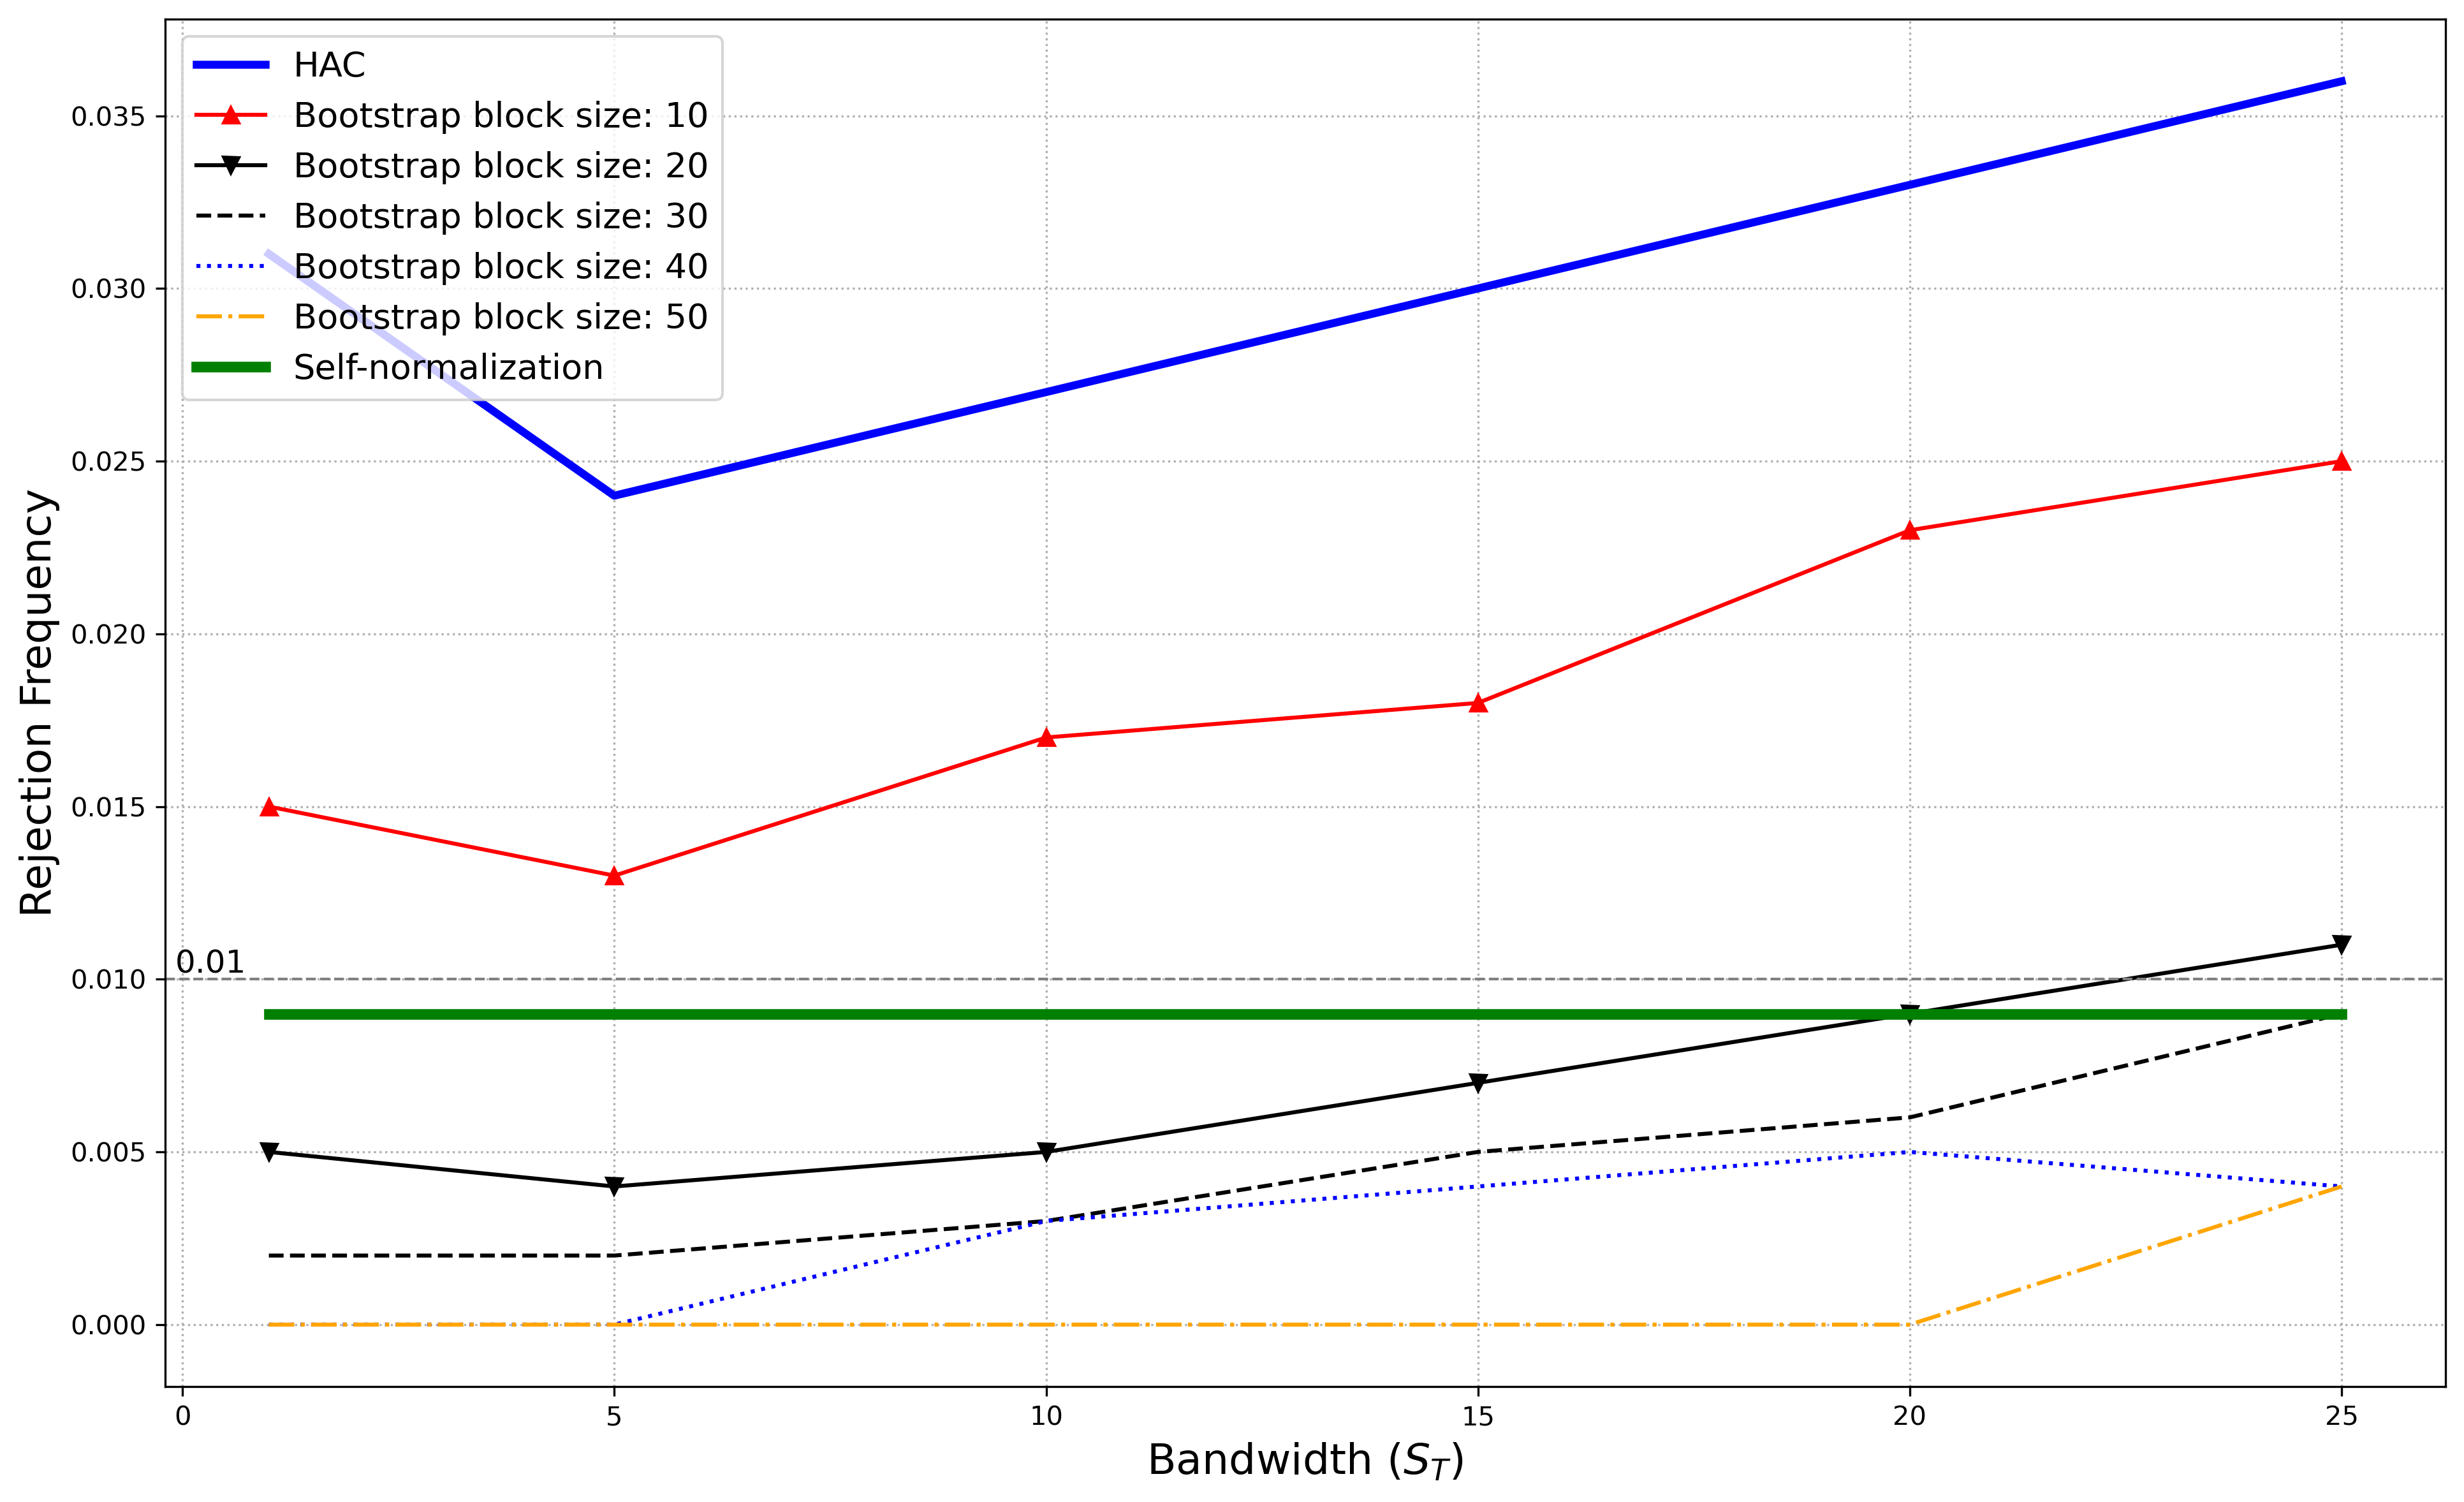 HAC
Bootstrap block size: 10
Bootstrap block size: 20
Bootstrap block size: 30
Bootstrap block size: 40
Bootstrap block size: 50
Self-normalization
Rejection Frequency
0.035
0.030
0.025
0.020
0.015
0.010
0.005
0.000
0.01
0 5 10 15 20 25
Bandwidth (S_T)